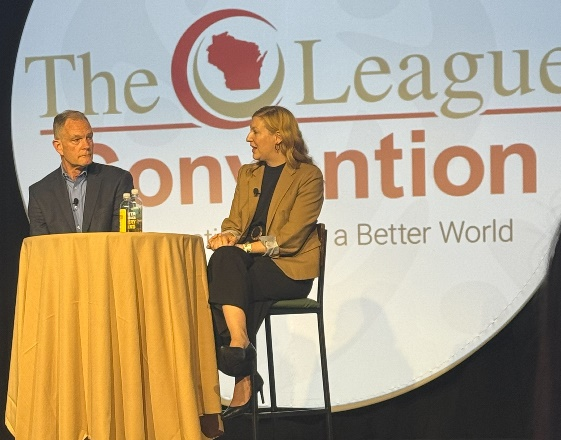 The League
Convention
a Better World